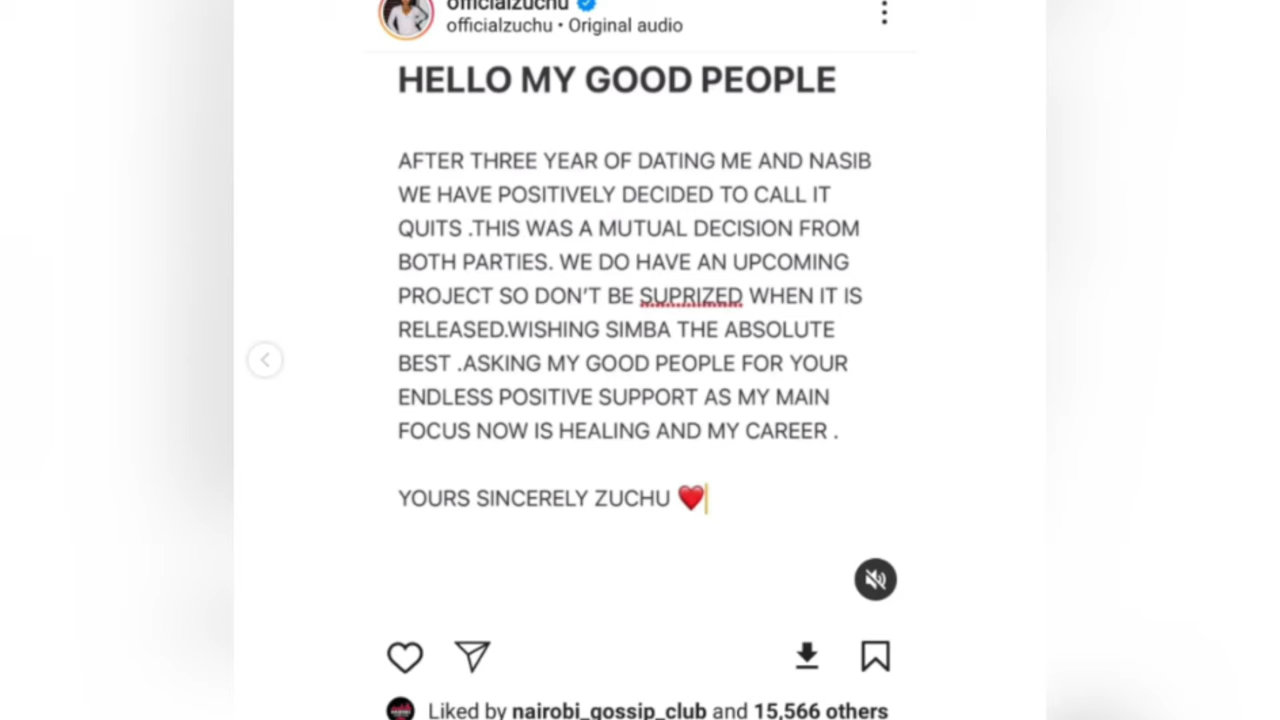 officialzuchu
officialzuchu • Original audio
HELLO MY GOOD PEOPLE
AFTER THREE YEAR OF DATING ME AND NASIB
WE HAVE POSITIVELY DECIDED TO CALL IT
QUITS .THIS WAS A MUTUAL DECISION FROM
BOTH PARTIES. WE DO HAVE AN UPCOMING
PROJECT SO DON'T BE SUPRIZED WHEN IT IS
RELEASED.WISHING SIMBA THE ABSOLUTE
BEST .ASKING MY GOOD PEOPLE FOR YOUR
ENDLESS POSITIVE SUPPORT AS MY MAIN
FOCUS NOW IS HEALING AND MY CAREER .
YOURS SINCERELY ZUCHU ❤️
Liked by nairobi_gossip_club and 15,566 others